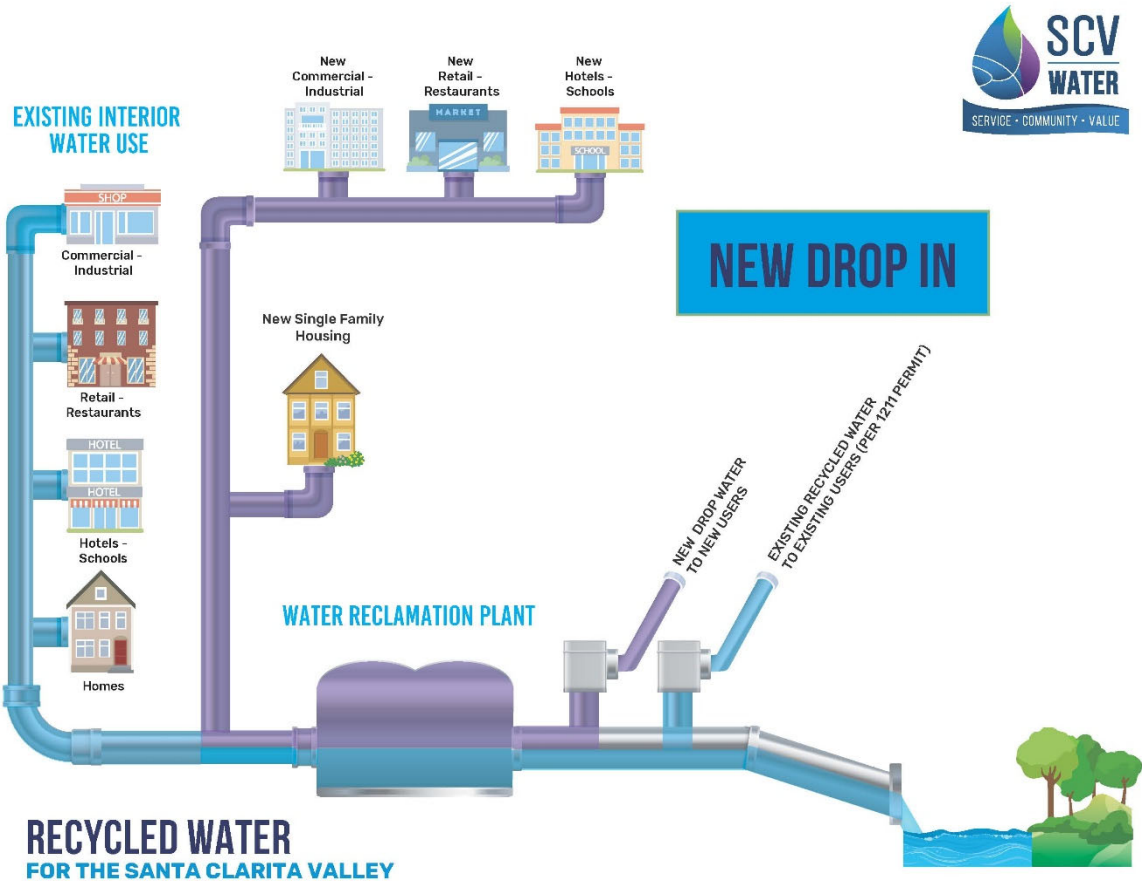 SCV
WATER
SERVICE • COMMUNITY • VALUE
New
Commercial -
Industrial
New
Retail -
Restaurants
MARKET
New
Hotels -
Schools
SCHOOL
EXISTING INTERIOR
WATER USE
SHOP
Commercial -
Industrial
Retail -
Restaurants
HOTEL
HOTEL
Hotels -
Schools
Homes
New Single Family
Housing
NEW DROP IN
NEW DROP WATER
TO NEW USERS
EXISTING RECYCLED WATER
TO EXISTING USERS (PER 1211 PERMIT)
WATER RECLAMATION PLANT
RECYCLED WATER
FOR THE SANTA CLARITA VALLEY